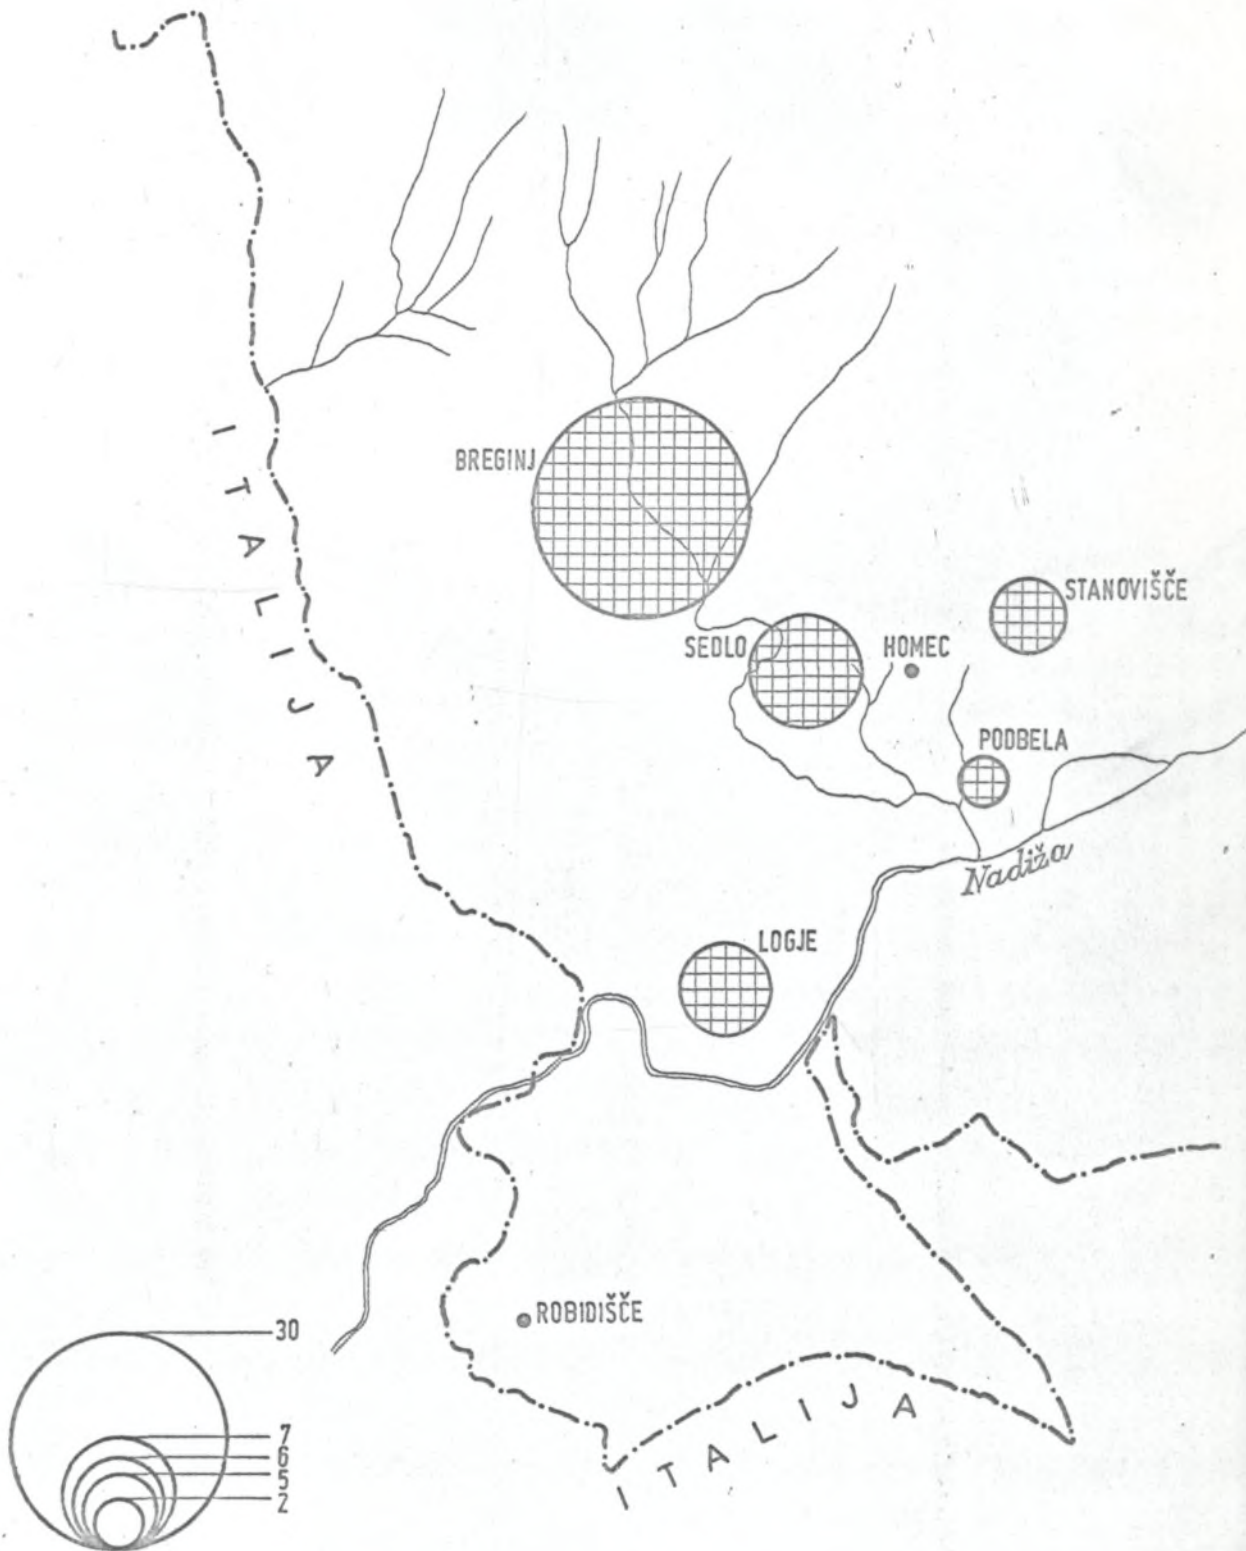 ITALIJA
BREGINJ
STANOVIŠČE
SEDLO
HOMEC
PODBELA
Nadiža
LOGJE
ROBIDIŠČE
ITALIJA
30
7
6
5
2